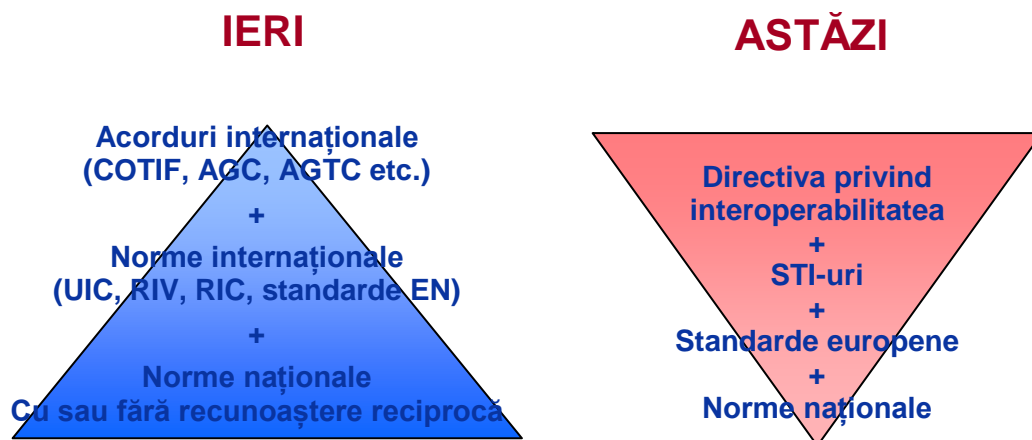 IERI
Acorduri internaționale
(COTIF, AGC, AGTC etc.)
+
Norme internaționale
(UIC, RIV, RIC, standarde EN)
+
Norme naționale
Cu sau fără recunoaștere reciprocă
ASTĂZI
Directiva privind
interoperabilitatea
+
STI-uri
+
Standarde europene
+
Norme naționale